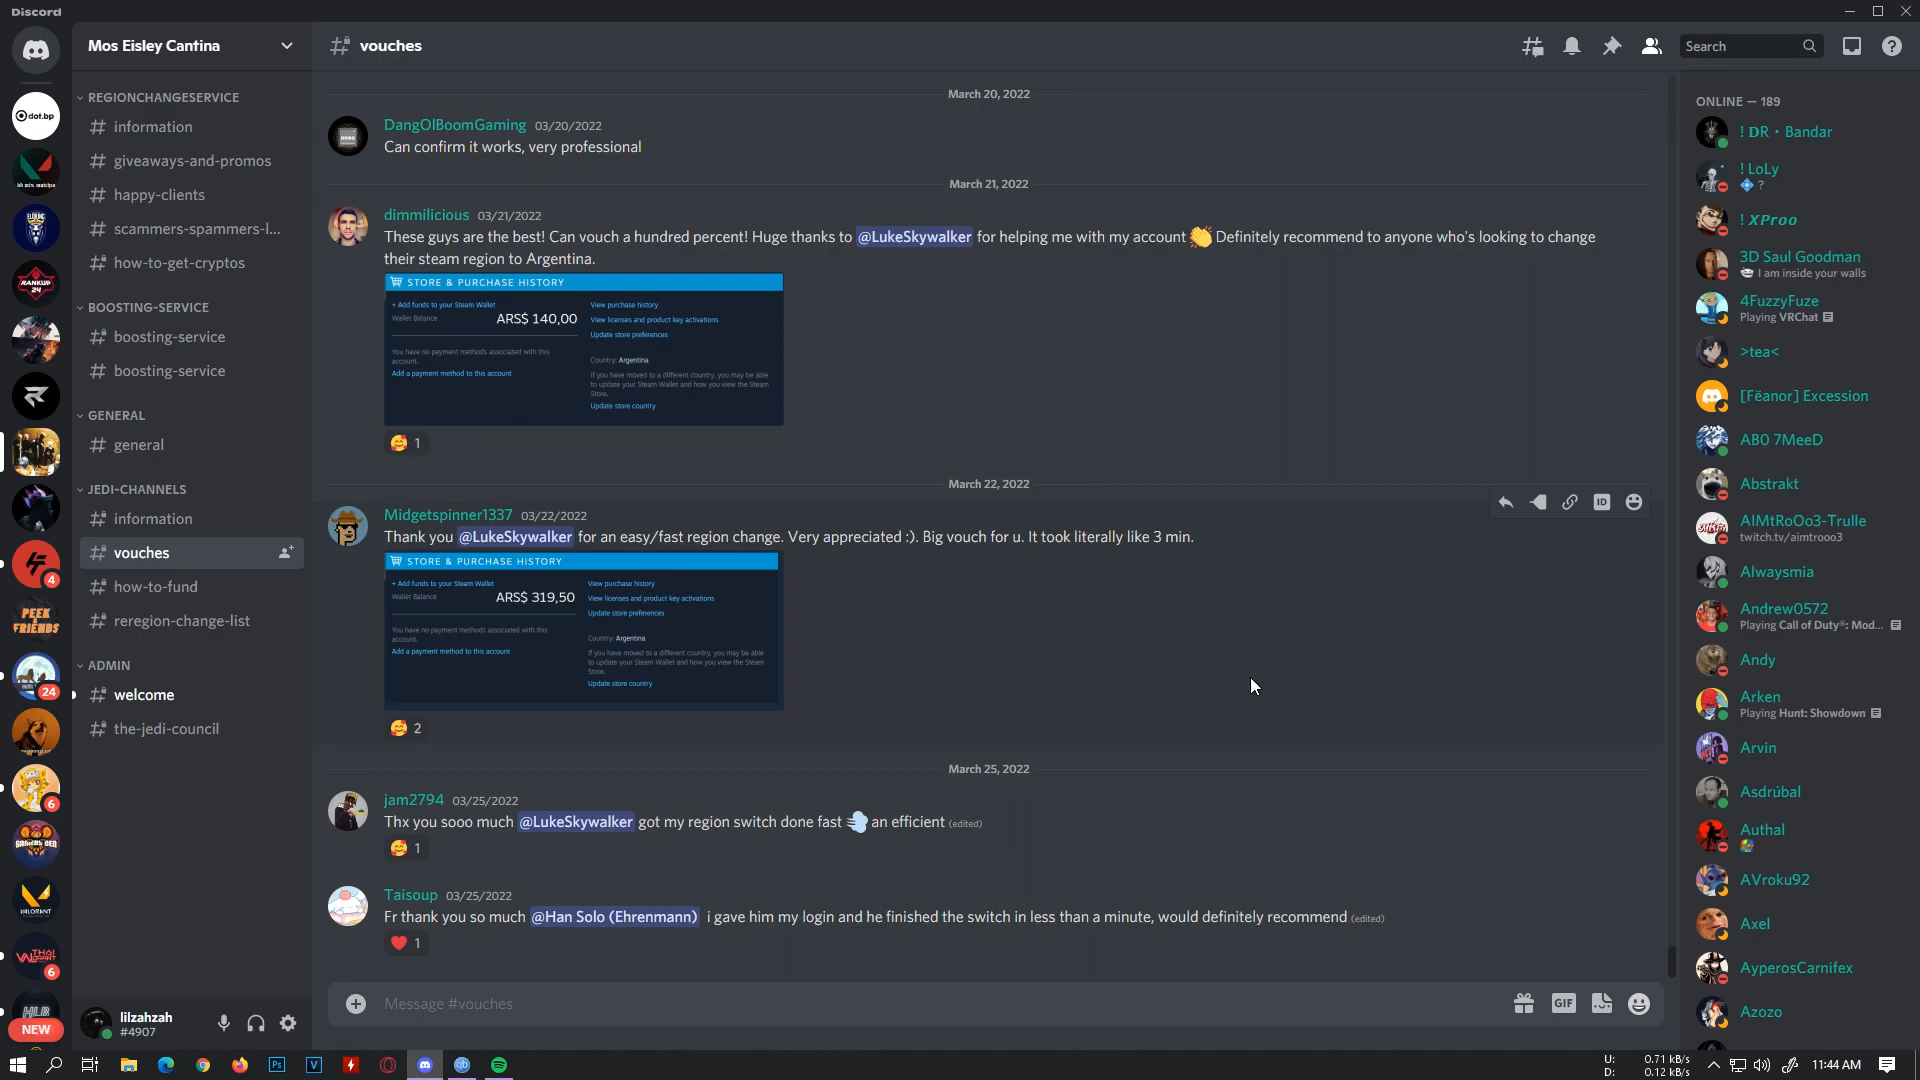 Discord
Mos Eisley Cantina
REGIONCHANGESERVICE
information
giveaways-and-promos
happy-clients
scammers-spammers-l...
how-to-get-cryptos
BOOSTING-SERVICE
boosting-service
boosting-service
GENERAL
general
JEDI-CHANNELS
information
vouches
how-to-fund
reregion-change-list
ADMIN
welcome
the-jedi-council
lilzahzah
#4907
dot.bp
RANKUP
24
4
PEEK
FRIENDS
24
6
GAMERS DEN
VALORANT
THAI
VALORANT
6
HLB
NEW
vouches
Search
March 20, 2022
DangOlBoomGaming 03/20/2022
Can confirm it works, very professional
March 21, 2022
dimmilicious 03/21/2022
These guys are the best! Can vouch a hundred percent! Huge thanks to @LukeSkywalker for helping me with my account 👏 Definitely recommend to anyone who's looking to change
their steam region to Argentina.
STORE & PURCHASE HISTORY
+ Add funds to your Steam Wallet
Wallet Balance ARS$ 140,00
You have no payment methods associated with this
account.
Add a payment method to this account
View purchase history
View licenses and product key activations
Update store preferences
Country: Argentina
If you have moved to a different country, you may be able
to update your Steam Wallet and how you view the Steam
Store.
Update store country
🥰 1
March 22, 2022
Midgetspinner1337 03/22/2022
Thank you @LukeSkywalker for an easy/fast region change. Very appreciated :). Big vouch for u. It took literally like 3 min.
STORE & PURCHASE HISTORY
+ Add funds to your Steam Wallet
Wallet Balance ARS$ 319,50
You have no payment methods associated with this
account.
Add a payment method to this account
View purchase history
View licenses and product key activations
Update store preferences
Country: Argentina
If you have moved to a different country, you may be able
to update your Steam Wallet and how you view the Steam
Store.
Update store country
🥰 2
ID
March 25, 2022
jam2794 03/25/2022
Thx you sooo much @LukeSkywalker got my region switch done fast 💨 an efficient (edited)
🥰 1
Taisoup 03/25/2022
Fr thank you so much @Han Solo (Ehrenmann) i gave him my login and he finished the switch in less than a minute, would definitely recommend (edited)
❤️ 1
Message #vouches
GIF
ONLINE — 189
! DR • Bandar
! LoLy
💠 ?
! XProo
3D Saul Goodman
I am inside your walls
4FuzzyFuze
Playing VRChat
>tea<
[Fëanor] Excession
AB0 7MeeD
Abstrakt
AIMtRoOo3-Trulle
twitch.tv/aimtrooo3
Alwaysmia
Andrew0572
Playing Call of Duty®: Mod...
Andy
Arken
Playing Hunt: Showdown
Arvin
Asdrúbal
Authal
AVroku92
Axel
AyperosCarnifex
Azozo
Ps
V
qb
U: 0.71 kB/s
D: 0.12 kB/s
11:44 AM